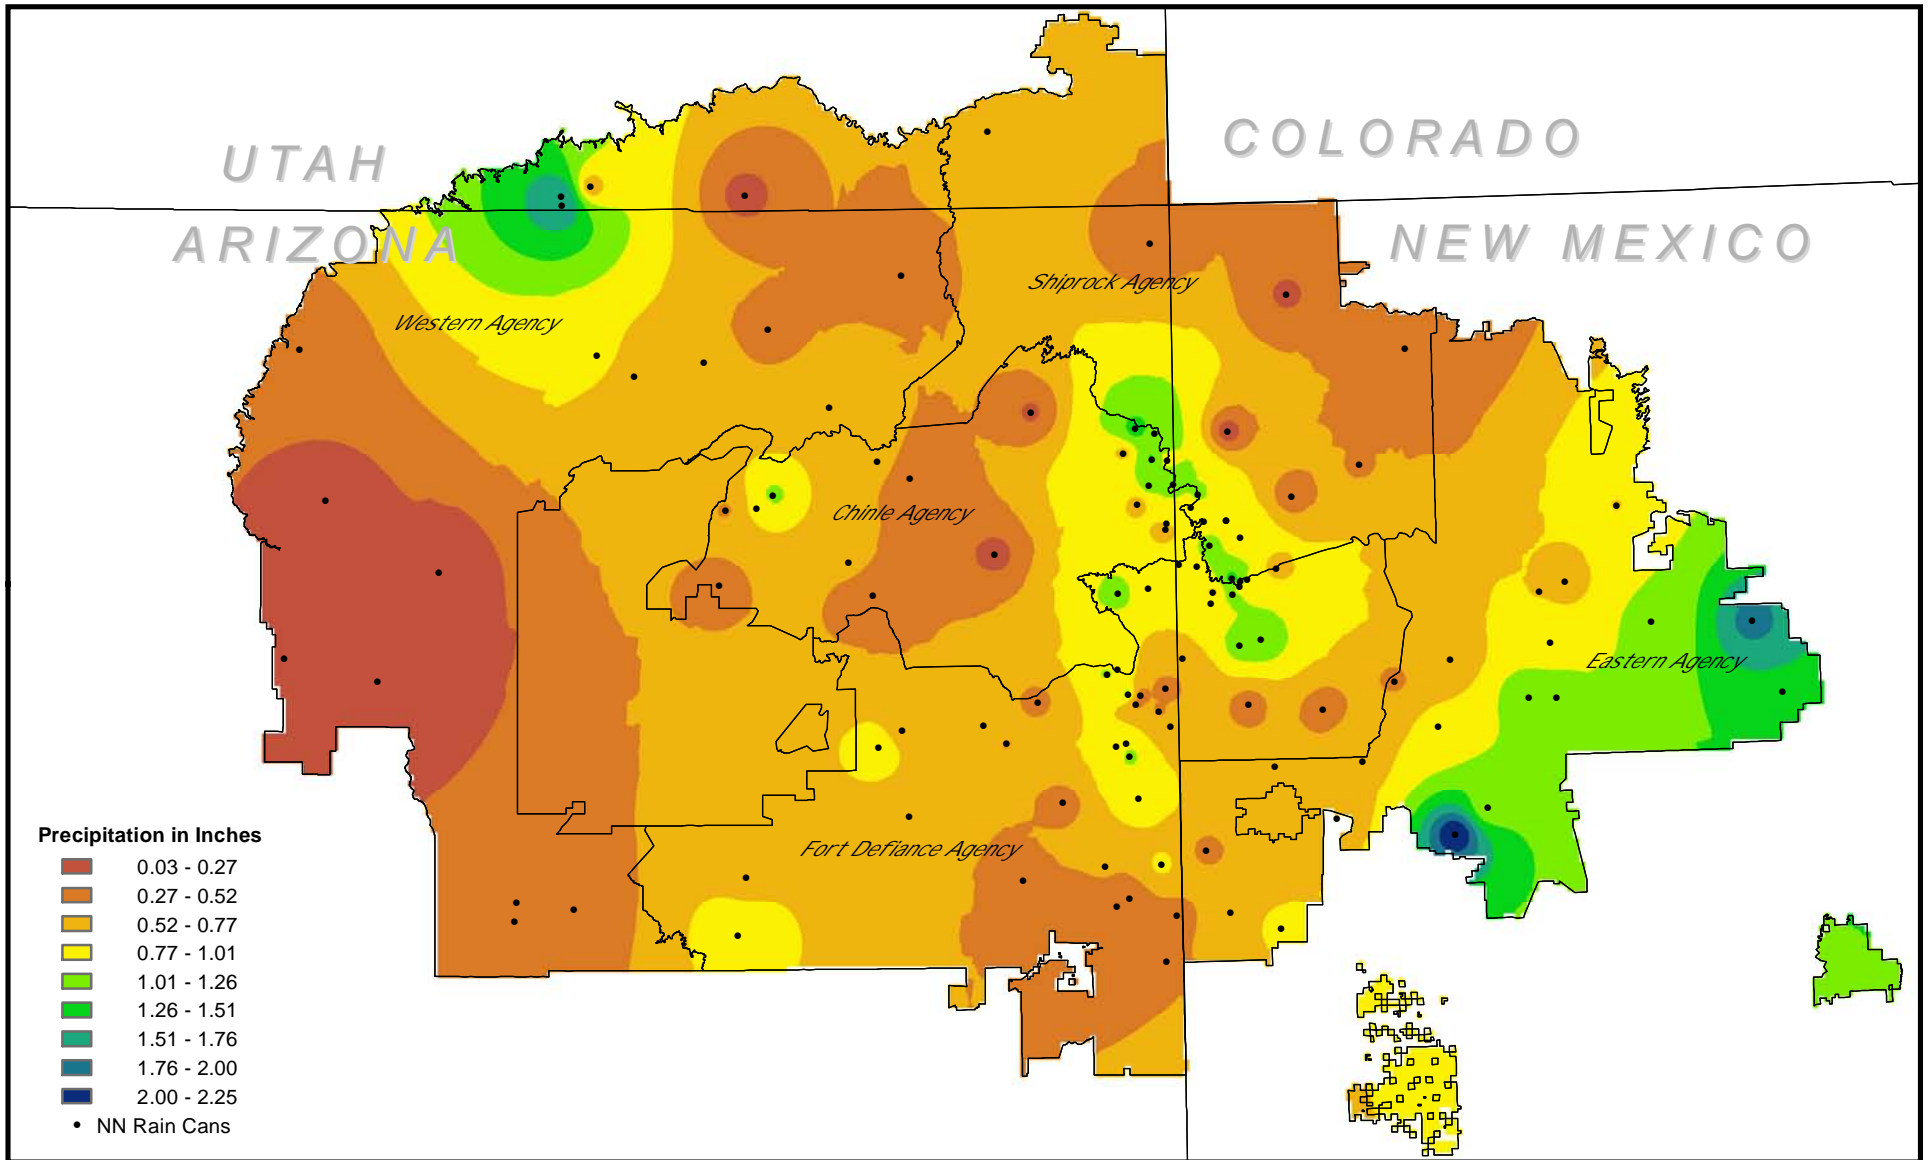 COLORADO
UTAH
ARIZONA
NEW MEXICO
Shiprock Agency
Western Agency
Chinle Agency
Eastern Agency
Fort Defiance Agency
Precipitation in Inches
0.03 - 0.27
0.27 - 0.52
0.52 - 0.77
0.77 - 1.01
1.01 - 1.26
1.26 - 1.51
1.51 - 1.76
1.76 - 2.00
2.00 - 2.25
NN Rain Cans